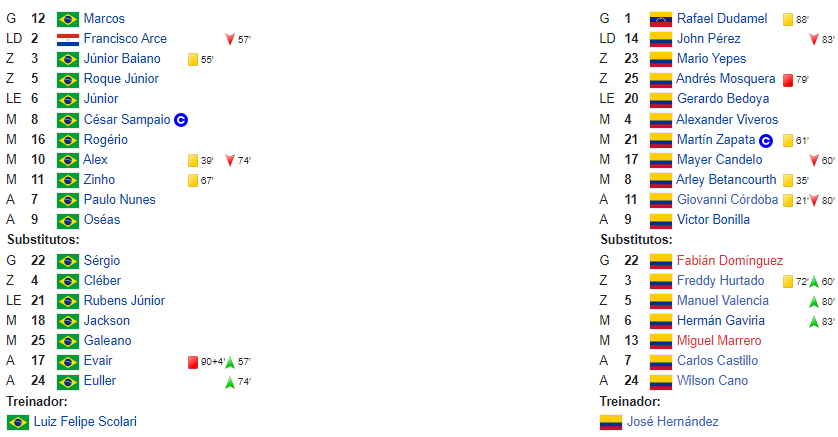 G 12 Marcos
LD 2 Francisco Arce 57'
Z 3 Júnior Baiano 55'
Z 5 Roque Júnior
LE 6 Júnior
M 8 César Sampaio C
M 16 Rogério
M 10 Alex 39' 74'
M 11 Zinho 67'
A 7 Paulo Nunes
A 9 Oséas
Substitutos:
G 22 Sérgio
Z 4 Cléber
LE 21 Rubens Júnior
M 18 Jackson
M 25 Galeano
A 17 Evair 90+4' 57'
A 24 Euller 74'
Treinador:
Luiz Felipe Scolari
G 1 Rafael Dudamel 88'
LD 14 John Pérez 83'
Z 23 Mario Yepes
Z 25 Andrés Mosquera 79'
LE 20 Gerardo Bedoya
M 4 Alexander Viveros
M 21 Martín Zapata C 61'
M 17 Mayer Candelo 60'
M 8 Arley Betancourth 35'
A 11 Giovanni Córdoba 21' 80'
A 9 Victor Bonilla
Substitutos:
G 22 Fabián Domínguez
Z 3 Freddy Hurtado 72' 60'
Z 5 Manuel Valencia 80'
M 6 Hermán Gaviria 83'
M 13 Miguel Marrero
A 7 Carlos Castillo
A 24 Wilson Cano
Treinador:
José Hernández